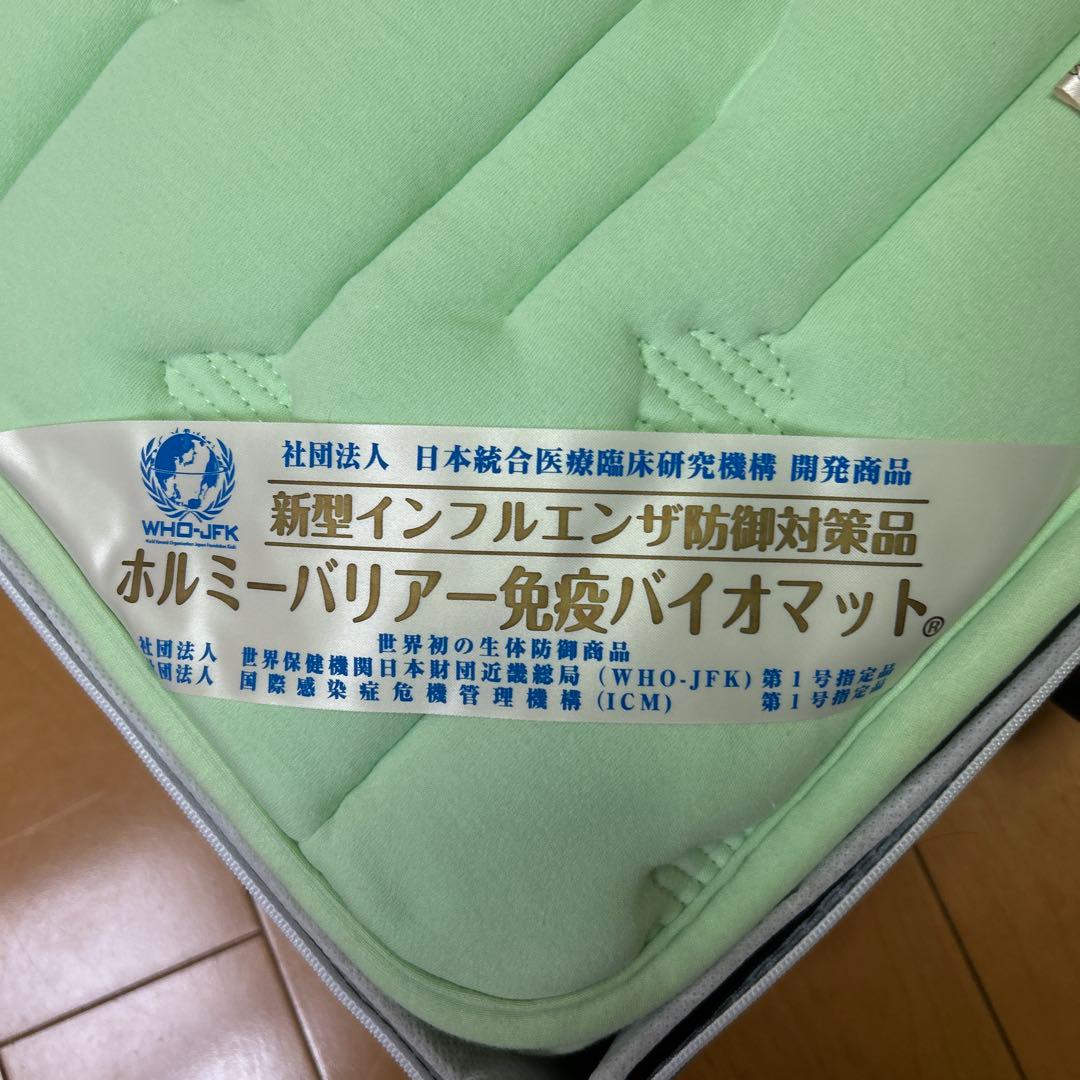 社団法人 日本統合医療臨床研究機構 開発商品
WHO-JFK
新型インフルエンザ防御対策品
ホルミーバリアー免疫バイオマット®
世界初の生体防御商品
社団法人 世界保健機関日本財団近畿総局 (WHO-JFK) 第1号指定品
社団法人 国際感染症危機管理機構 (ICM) 第1号指定品